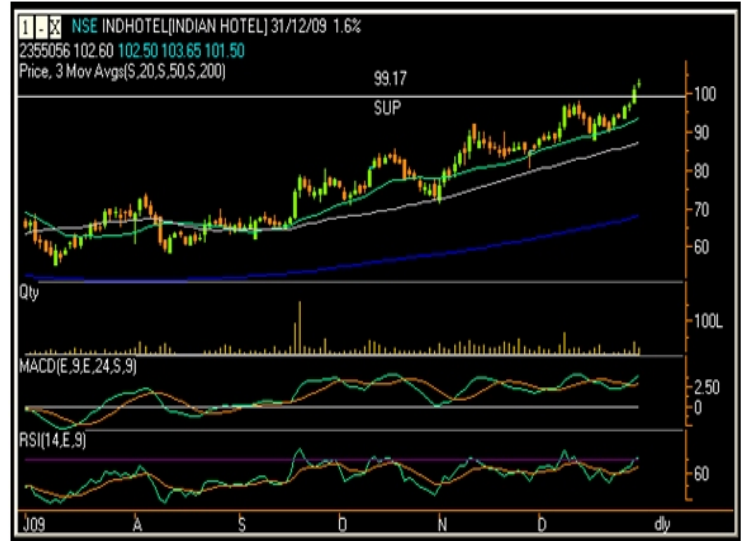 1 - X NSE INDHOTEL[INDIAN HOTEL] 31/12/09 1.6%
2355056 102.60 102.50 103.65 101.50
Price, 3 Mov Avgs(S,20,S,50,S,200)
99.17
SUP
100
90
80
70
60
Qty
100L
MACD(E,9,E,24,S,9)
2.50
0
RSI(14,E,9)
60
J09 A S O N D dly